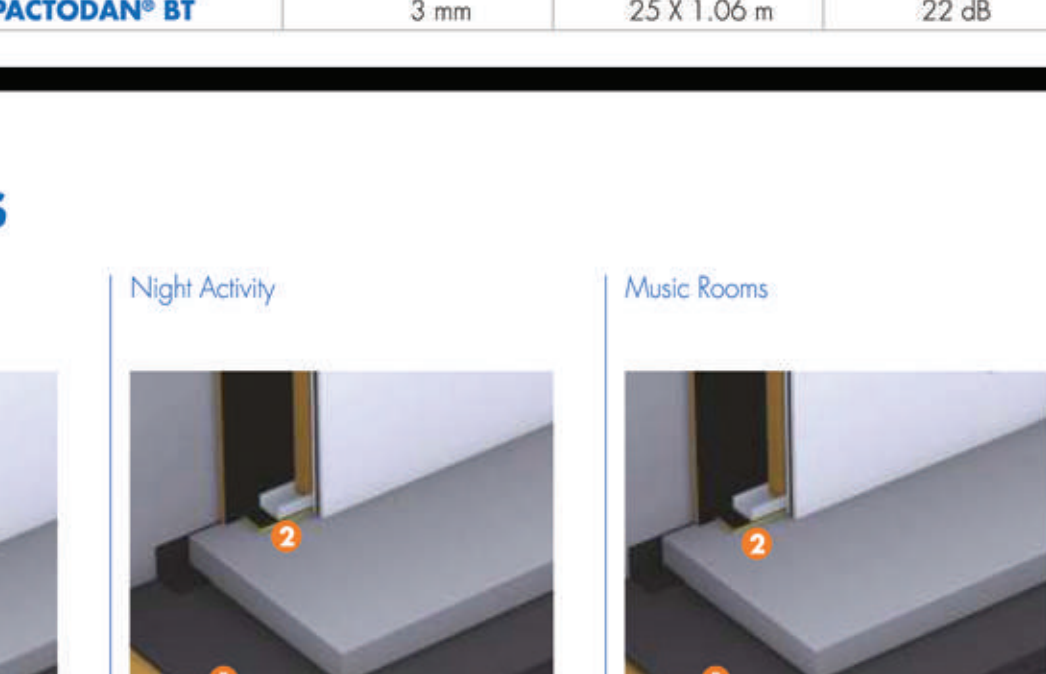 PACTODAN® BT 3 mm 25 X 1.06 m 22 dB
Night Activity
Music Rooms
2
2